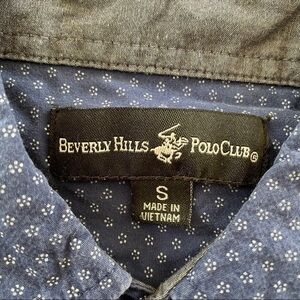 BEVERLY HILLS POLO CLUB®
S
MADE IN
VIETNAM